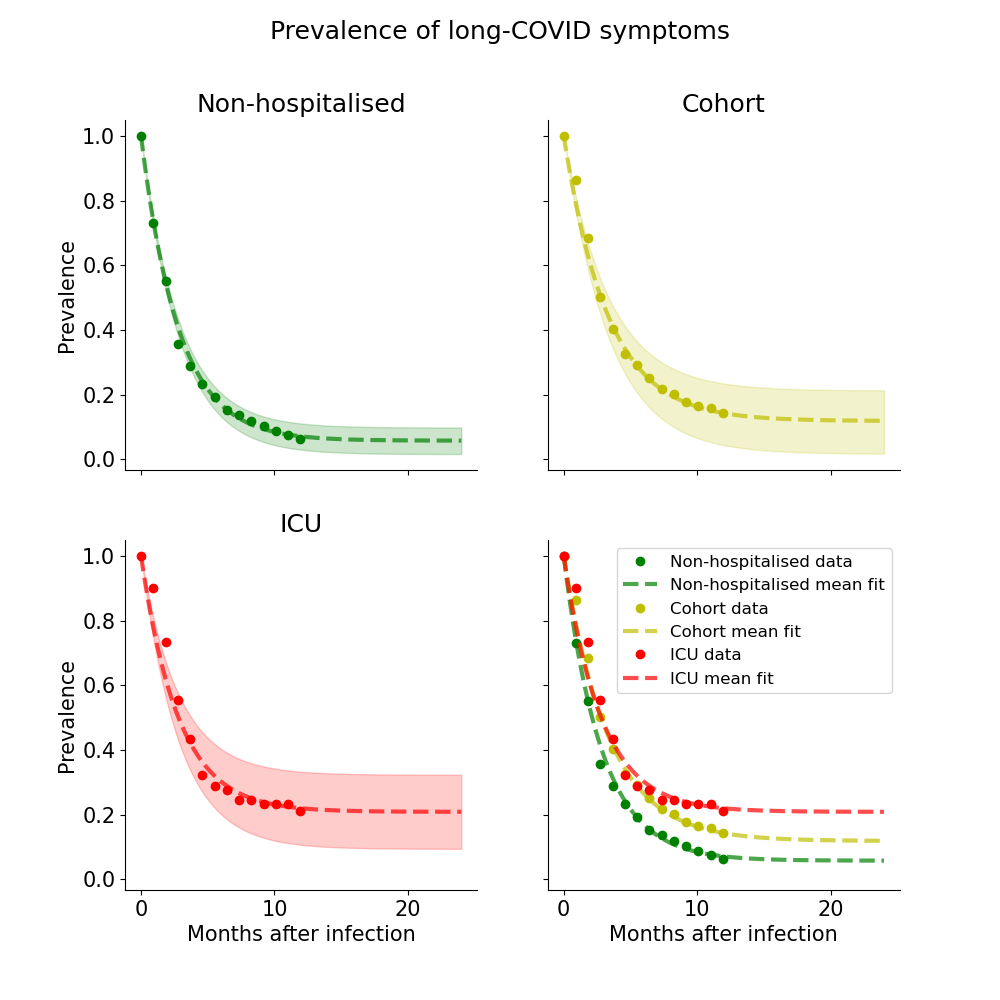 Prevalence of long-COVID symptoms
Non-hospitalised
Cohort
1.0
0.8
0.6
0.4
0.2
0.0
Prevalence
ICU
1.0
0.8
0.6
0.4
0.2
0.0
Prevalence
0 10 20
Months after infection
Non-hospitalised data
Non-hospitalised mean fit
Cohort data
Cohort mean fit
ICU data
ICU mean fit
0 10 20
Months after infection